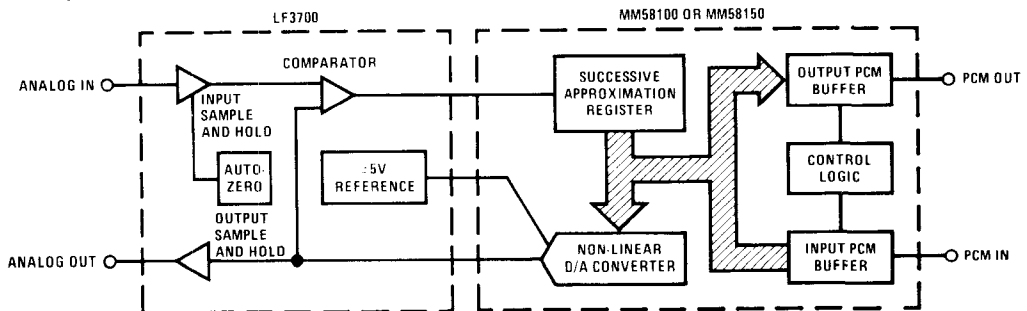 LF3700
MM58100 OR MM58150
ANALOG IN
INPUT
SAMPLE
AND HOLD
COMPARATOR
AUTO-
ZERO
±5V
REFERENCE
OUTPUT
SAMPLE
AND HOLD
ANALOG OUT
SUCCESSIVE
APPROXIMATION
REGISTER
NON-LINEAR
D/A CONVERTER
OUTPUT PCM
BUFFER
PCM OUT
CONTROL
LOGIC
INPUT PCM
BUFFER
PCM IN